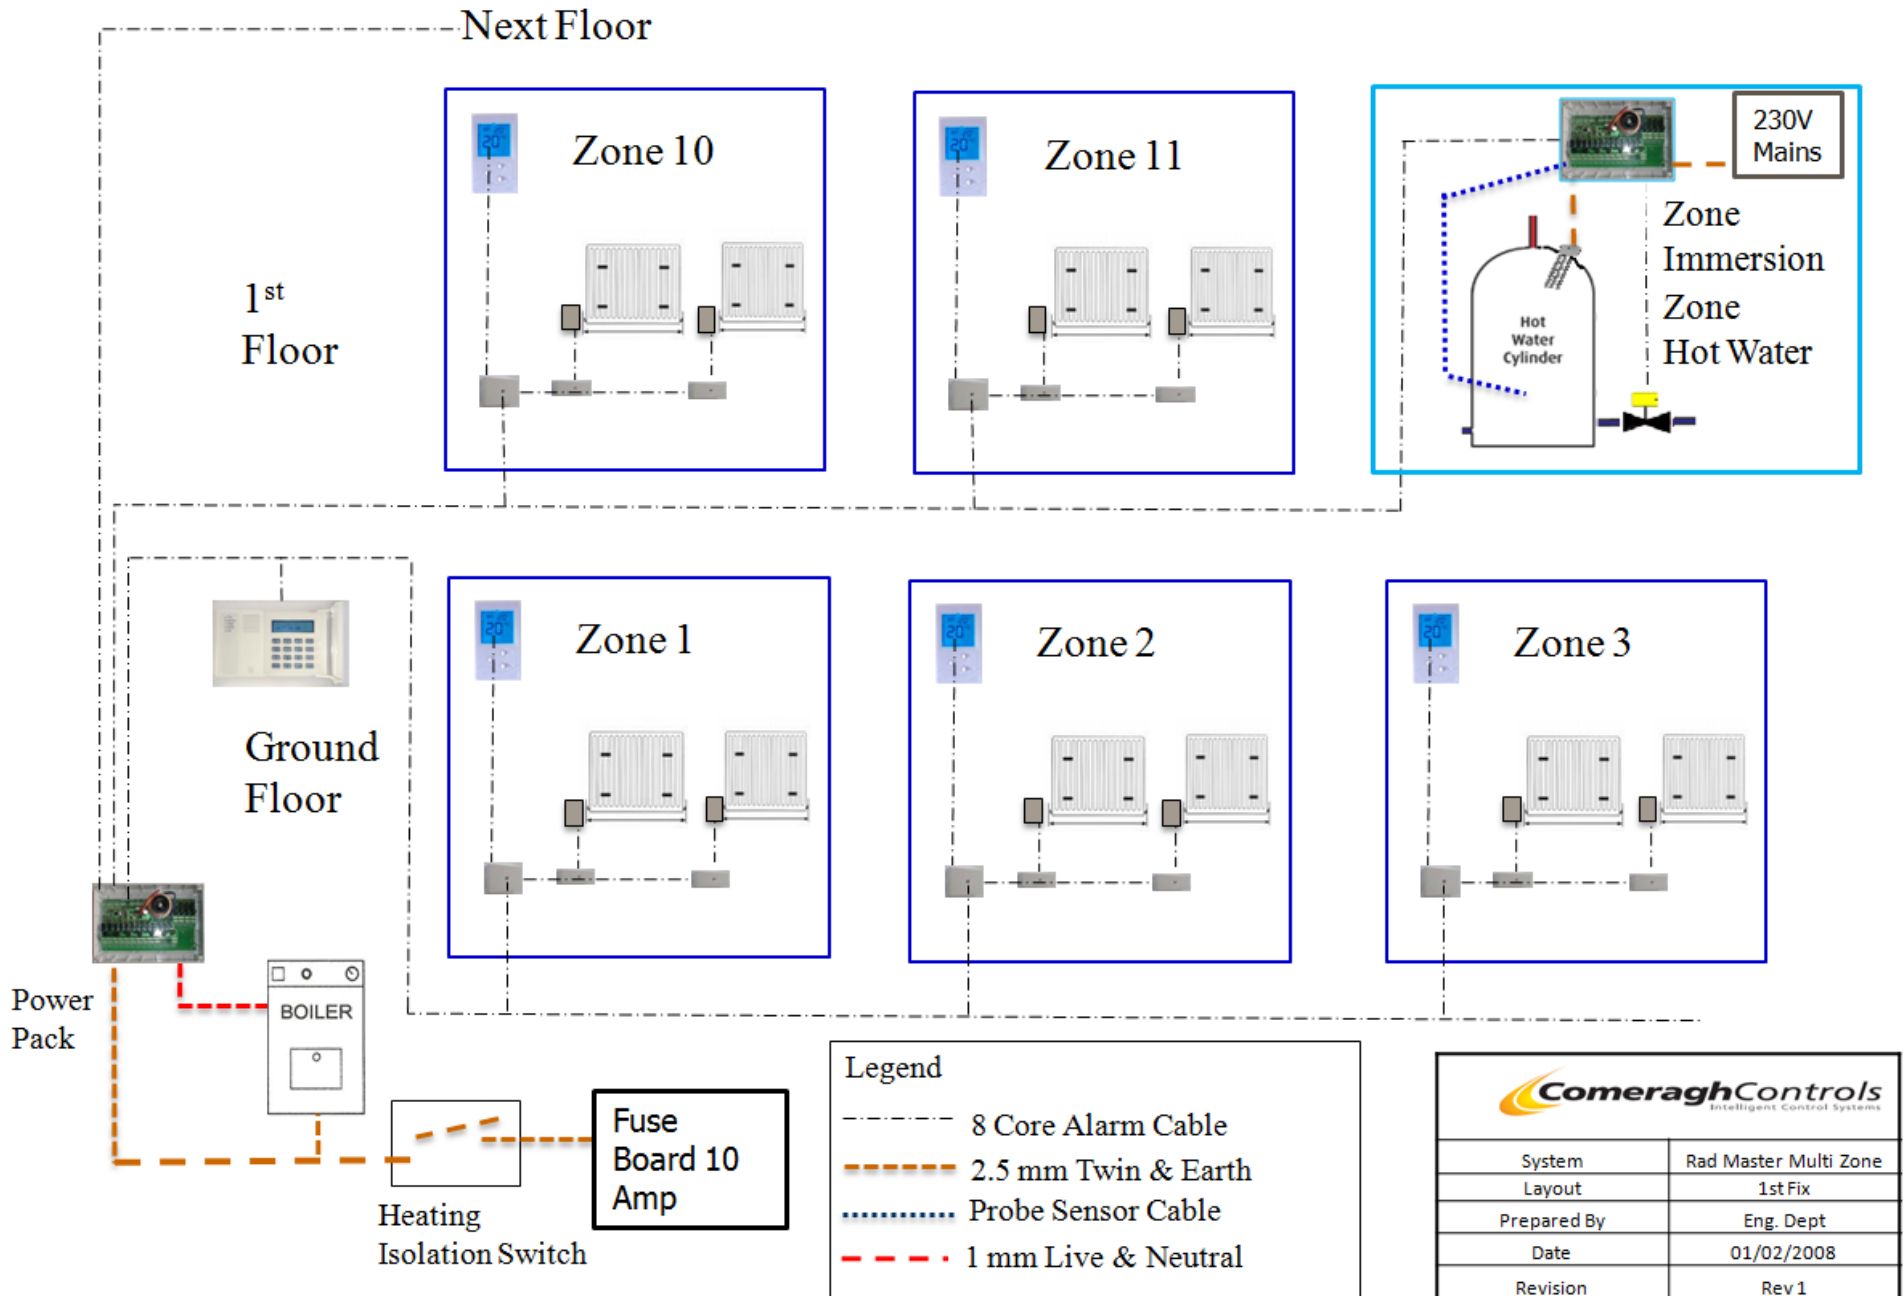 Next Floor
Zone 10
Zone 11
230V
Mains
Zone
Immersion
Zone
Hot Water
Hot
Water
Cylinder
1st
Floor
Zone 1
Zone 2
Zone 3
Ground
Floor
Power
Pack
BOILER
Heating
Isolation Switch
Fuse
Board 10
Amp
Legend
8 Core Alarm Cable
2.5 mm Twin & Earth
Probe Sensor Cable
1 mm Live & Neutral
ComeraghControls
Intelligent Control Systems
System Rad Master Multi Zone
Layout 1st Fix
Prepared By Eng. Dept
Date 01/02/2008
Revision Rev 1